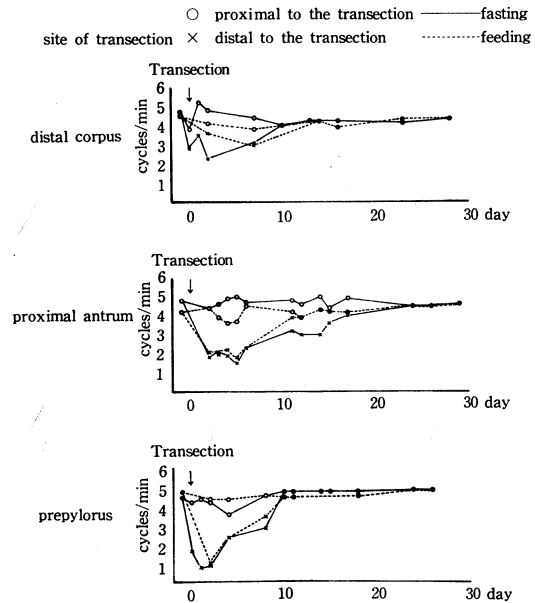 ○ proximal to the transection ——— fasting
site of transection × distal to the transection -------- feeding
Transection
↓
distal corpus
cycles/min
6
5
4
3
2
1
0 10 20 30 day
Transection
↓
proximal antrum
cycles/min
6
5
4
3
2
1
0 10 20 30 day
Transection
↓
prepylorus
cycles/min
6
5
4
3
2
1
0 10 20 30 day